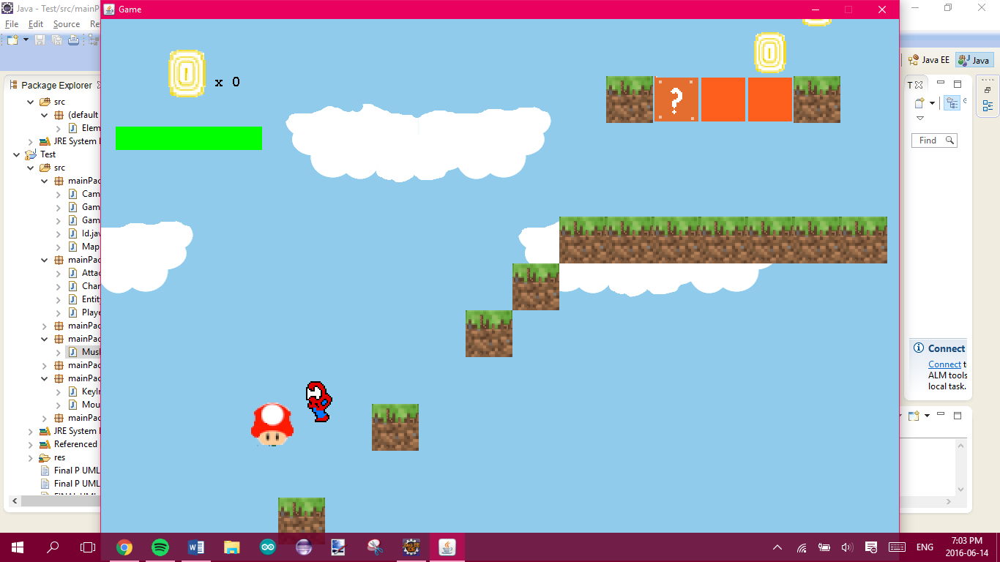 Java - Test/src/mainP
Game
File Edit Source Re
Java EE
Java
Package Explorer
T
src
(default
Elem
JRE System
Test
src
mainPac
Cam
Gam
Gam
Id.jav
Map
mainPac
Attac
Char
Entit
Playe
mainPac
mainPac
Musl
mainPac
mainPac
KeyIn
Mou
mainPac
JRE System
Referenced
res
Final P UML
Final P UML
x 0
?
Find
Connect
Connect
ALM tools
local task.
ENG
7:03 PM
2016-06-14